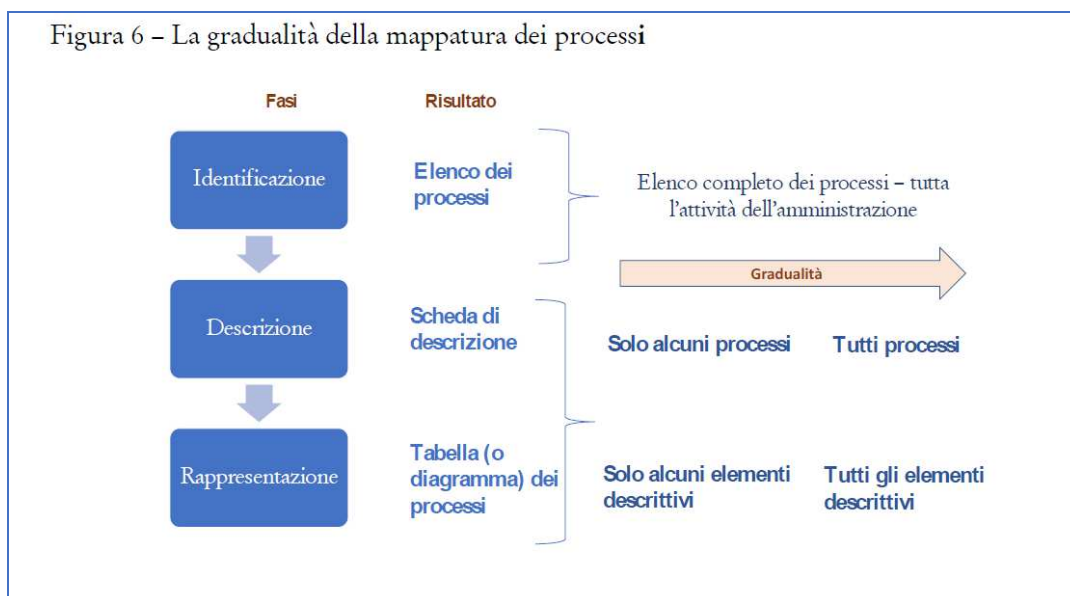 Figura 6 – La gradualità della mappatura dei processi
Fasi
Risultato
Identificazione
Elenco dei
processi
Elenco completo dei processi – tutta
l'attività dell'amministrazione
Gradualità
Descrizione
Scheda di
descrizione
Solo alcuni processi
Tutti processi
Rappresentazione
Tabella (o
diagramma) dei
processi
Solo alcuni elementi
descrittivi
Tutti gli elementi
descrittivi